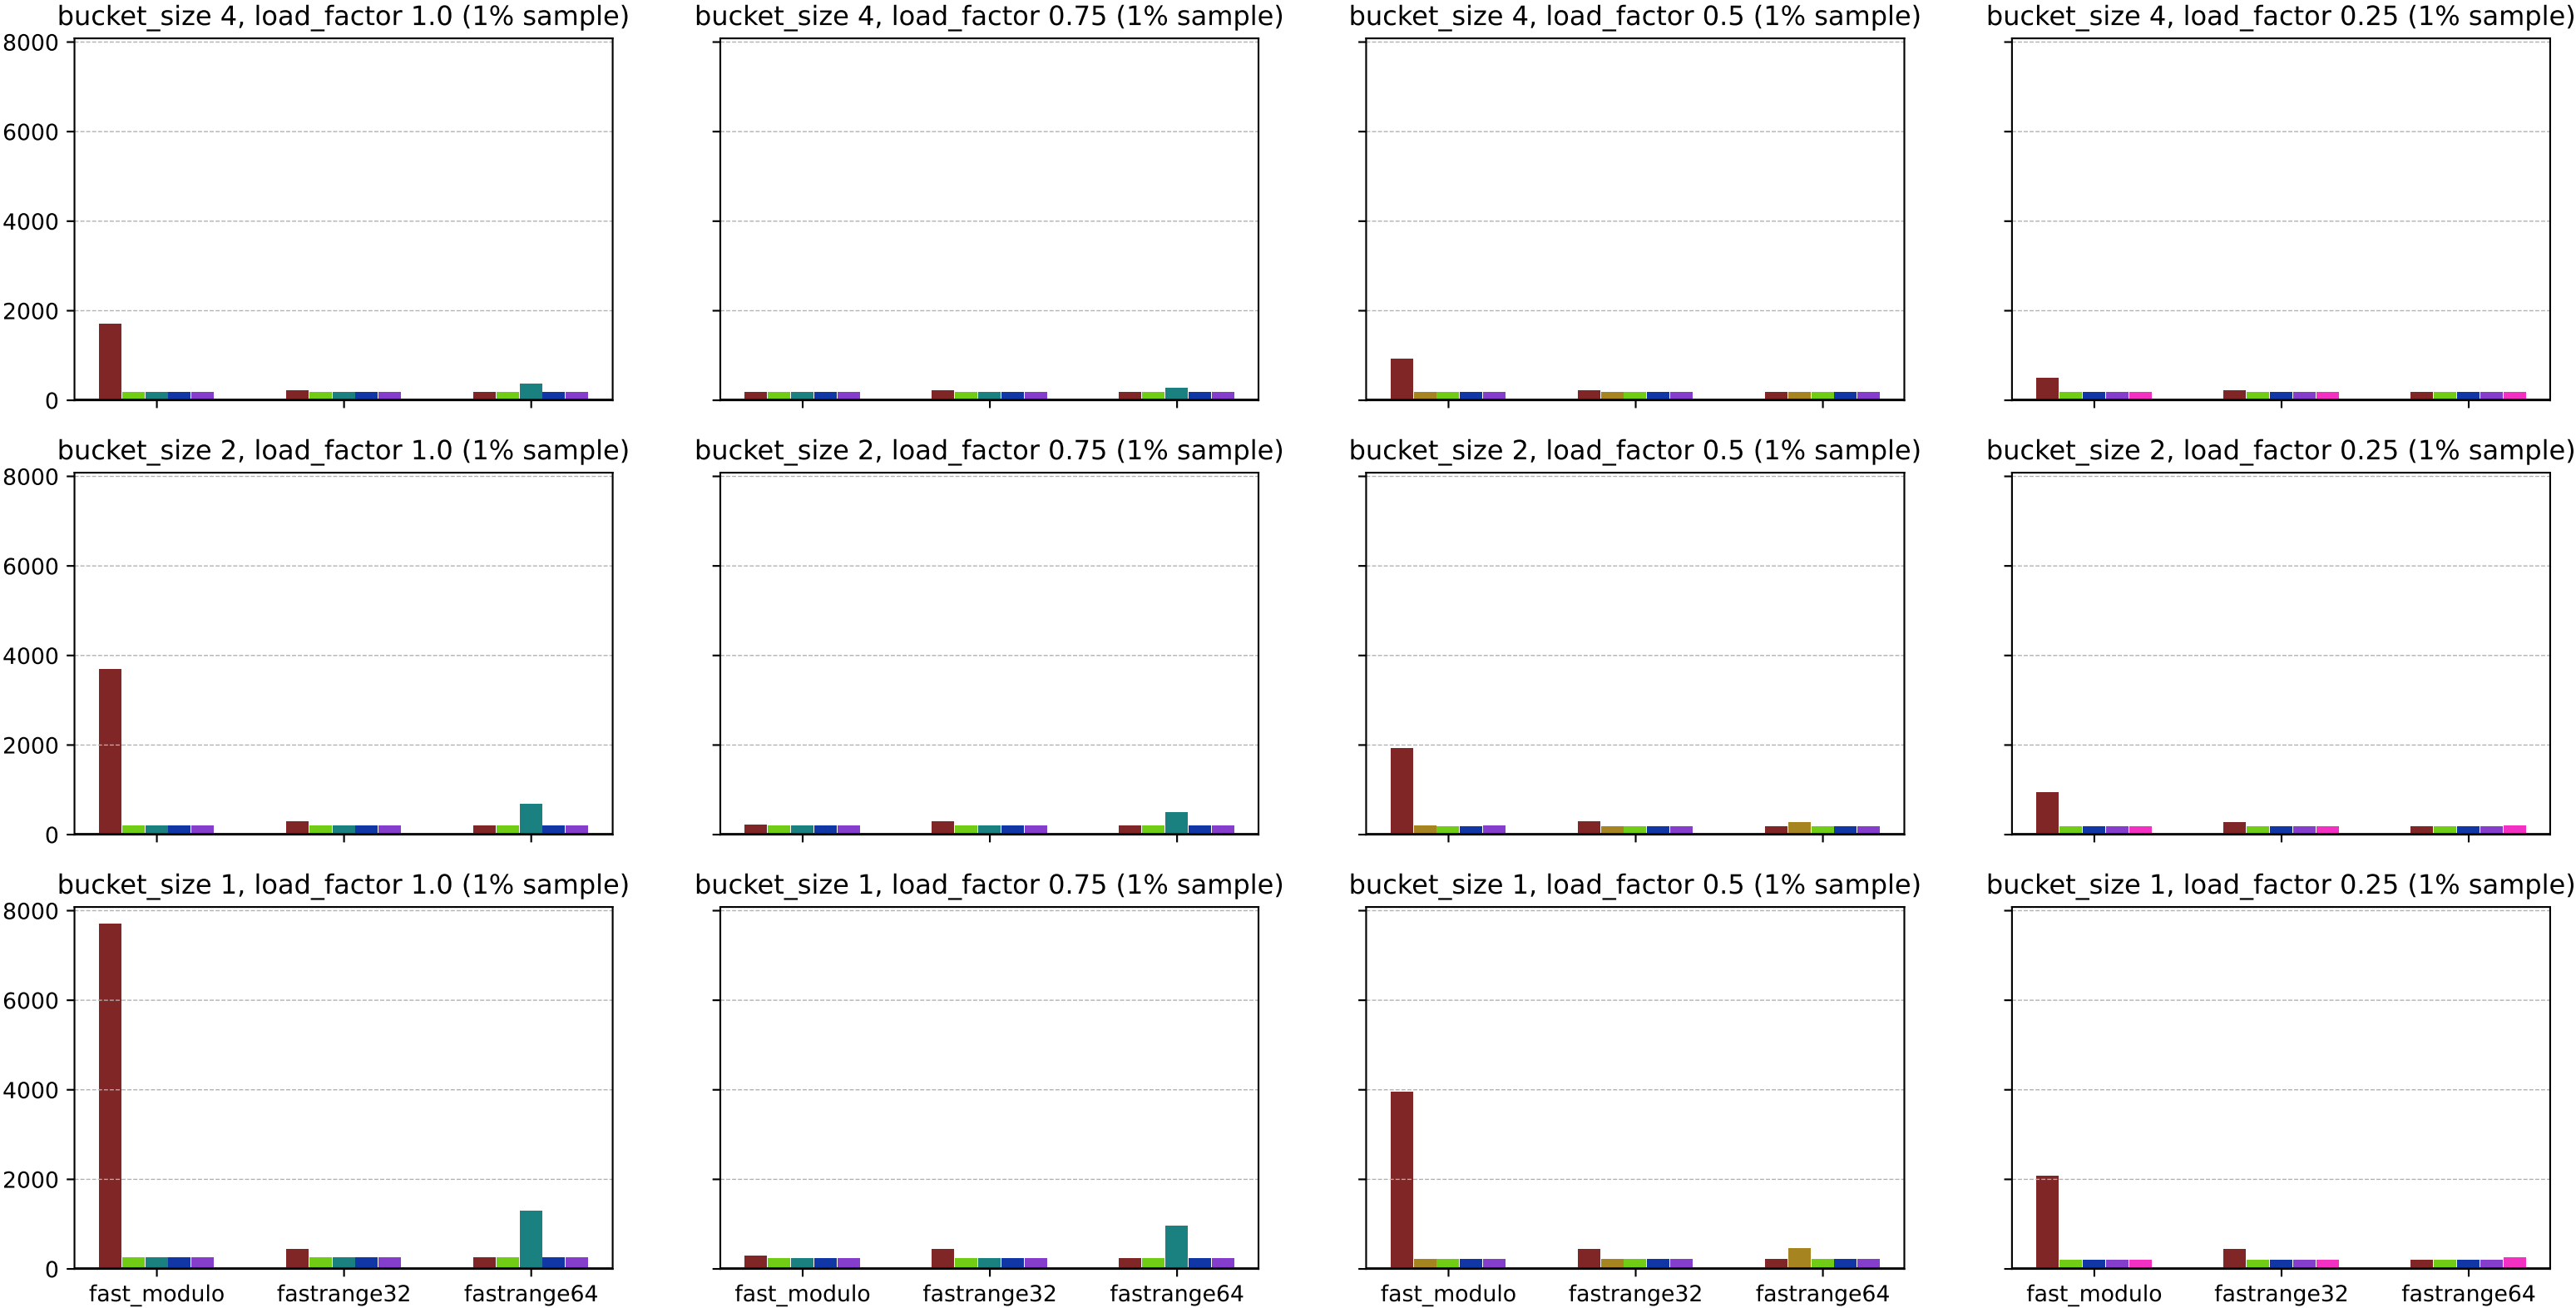 bucket_size 4, load_factor 1.0 (1% sample)
bucket_size 4, load_factor 0.75 (1% sample)
bucket_size 4, load_factor 0.5 (1% sample)
bucket_size 4, load_factor 0.25 (1% sample)
8000
6000
4000
2000
0
bucket_size 2, load_factor 1.0 (1% sample)
bucket_size 2, load_factor 0.75 (1% sample)
bucket_size 2, load_factor 0.5 (1% sample)
bucket_size 2, load_factor 0.25 (1% sample)
8000
6000
4000
2000
0
bucket_size 1, load_factor 1.0 (1% sample)
bucket_size 1, load_factor 0.75 (1% sample)
bucket_size 1, load_factor 0.5 (1% sample)
bucket_size 1, load_factor 0.25 (1% sample)
8000
6000
4000
2000
0
fast_modulo fastrange32 fastrange64
fast_modulo fastrange32 fastrange64
fast_modulo fastrange32 fastrange64
fast_modulo fastrange32 fastrange64